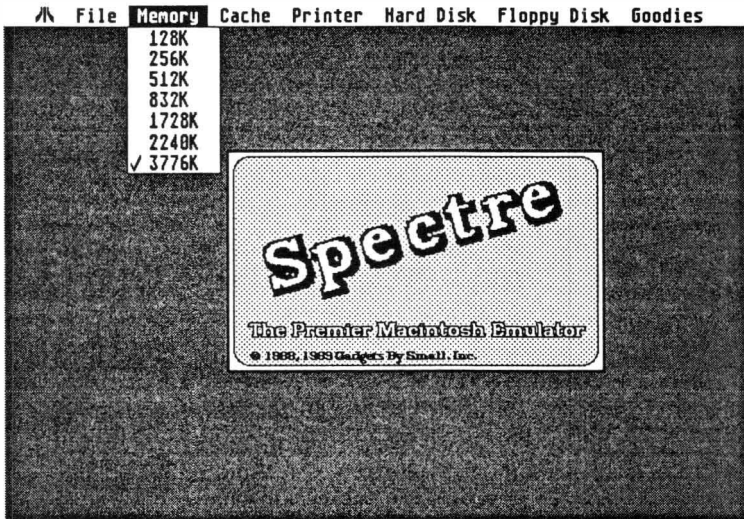 File Memory Cache Printer Hard Disk Floppy Disk Goodies
128K
256K
512K
832K
1728K
2240K
✓ 3776K
Spectre
The Premier Macintosh Emulator
© 1988, 1989 Gadgets By Small, Inc.